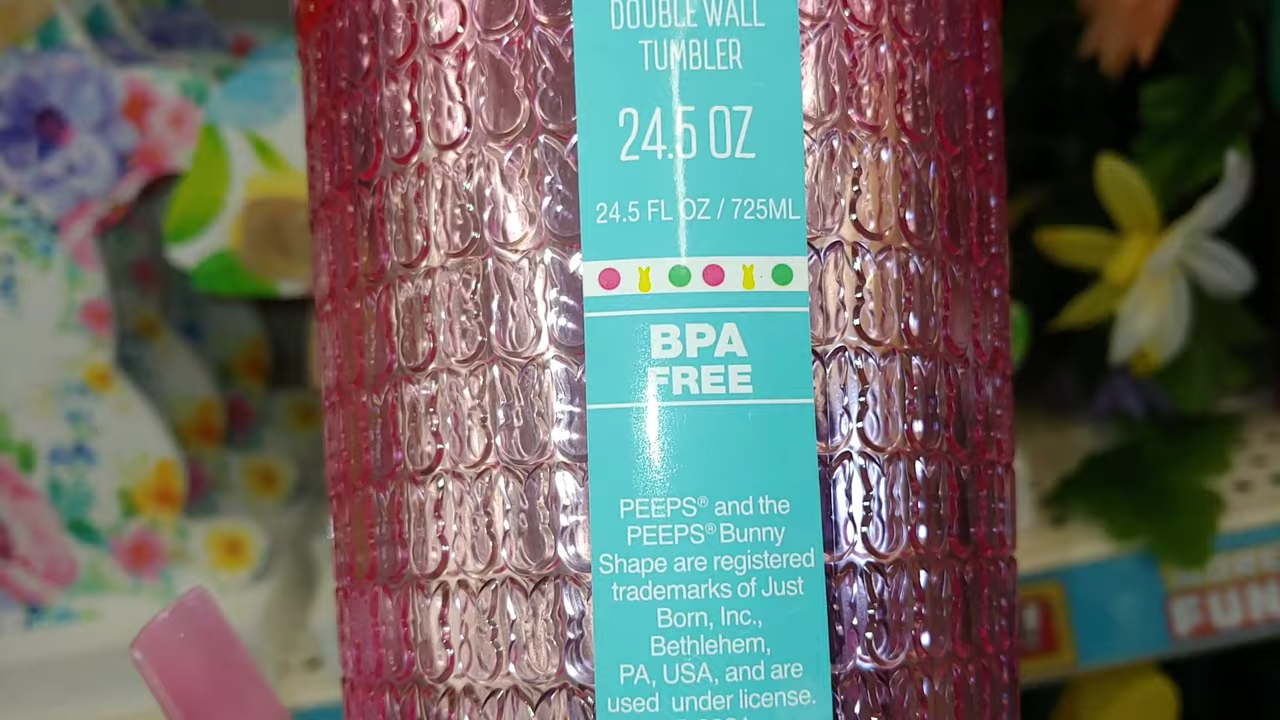 DOUBLE WALL
TUMBLER
24.5 OZ
24.5 FL OZ / 725ML
BPA
FREE
PEEPS® and the
PEEPS® Bunny
Shape are registered
trademarks of Just
Born, Inc.,
Bethlehem,
PA, USA, and are
used under license.
FUN